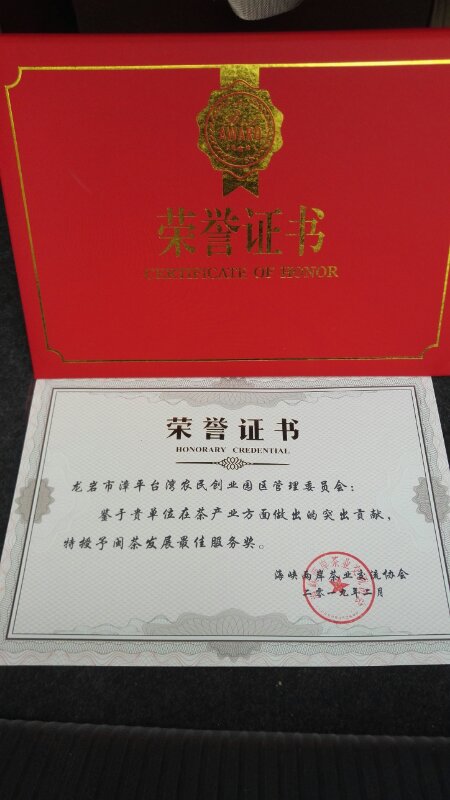 AWARD
荣誉证书
CERTIFICATE OF HONOR
荣誉证书
HONORARY CREDENTIAL
龙岩市漳平台湾农民创业园区管理委员会：
鉴于贵单位在茶产业方面做出的突出贡献，
特授予闽茶发展最佳服务奖。
海峡两岸茶业交流协会
二〇一九年二月